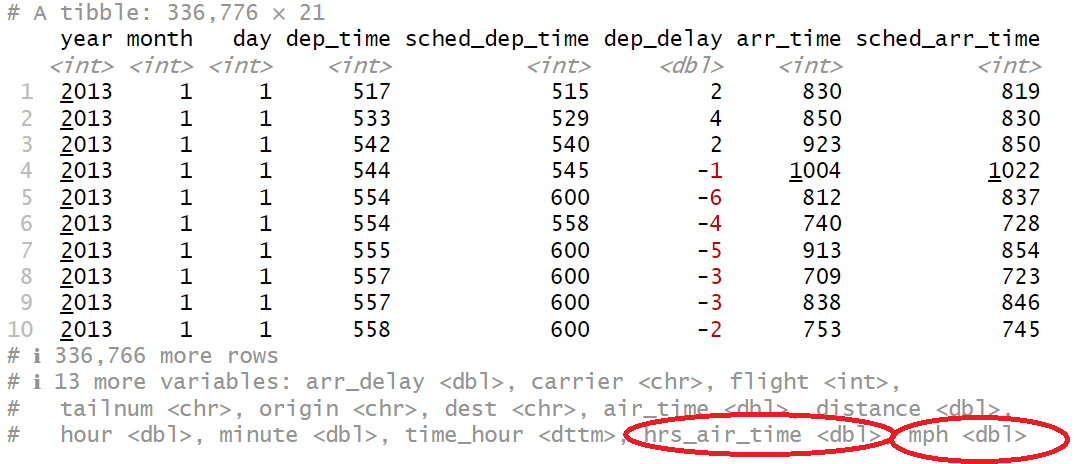 # A tibble: 336,776 × 21
year month day dep_time sched_dep_time dep_delay arr_time sched_arr_time
<int> <int> <int> <int> <int> <dbl> <int> <int>
1 2013 1 1 517 515 2 830 819
2 2013 1 1 533 529 4 850 830
3 2013 1 1 542 540 2 923 850
4 2013 1 1 544 545 -1 1004 1022
5 2013 1 1 554 600 -6 812 837
6 2013 1 1 554 558 -4 740 728
7 2013 1 1 555 600 -5 913 854
8 2013 1 1 557 600 -3 709 723
9 2013 1 1 557 600 -3 838 846
10 2013 1 1 558 600 -2 753 745
# ℹ 336,766 more rows
# ℹ 13 more variables: arr_delay <dbl>, carrier <chr>, flight <int>,
# tailnum <chr>, origin <chr>, dest <chr>, air_time <dbl>, distance <dbl>,
# hour <dbl>, minute <dbl>, time_hour <dttm>, hrs_air_time <dbl>, mph <dbl>